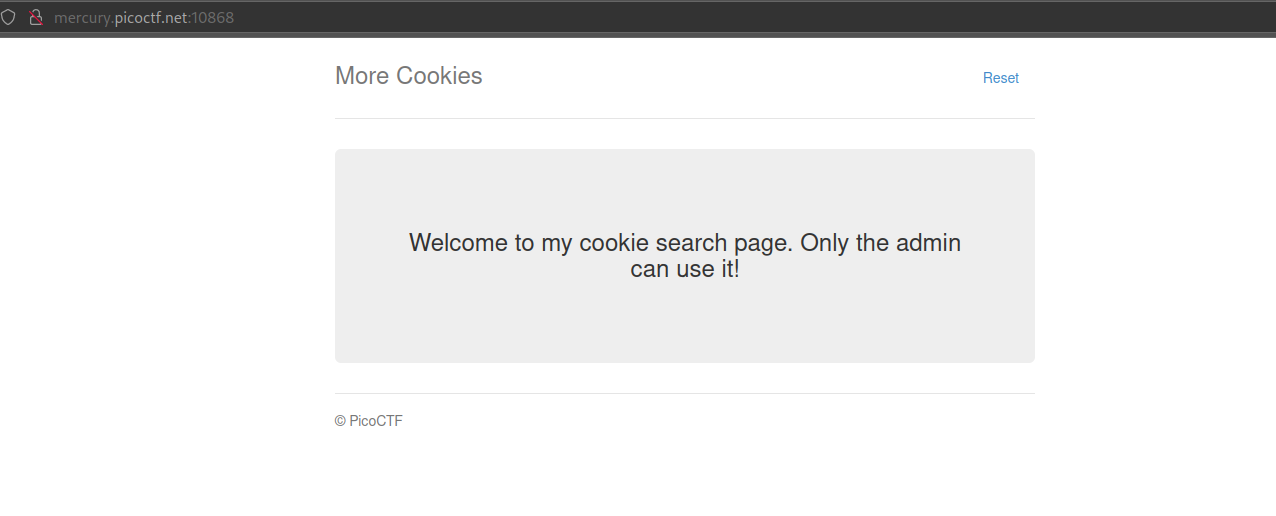 mercury.picoctf.net:10868
More Cookies
Reset
Welcome to my cookie search page. Only the admin
can use it!
© PicoCTF